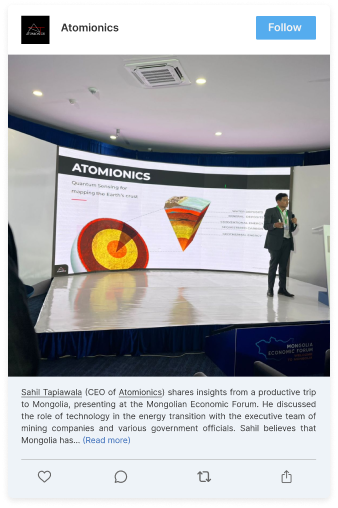 Atomionics
Follow
ATOMIONICS
Quantum Sensing for
mapping the Earth's crust
MONGOLIA
ECONOMIC FORUM
Sahil Tapiawala (CEO of Atomionics) shares insights from a productive trip
to Mongolia, presenting at the Mongolian Economic Forum. He discussed
the role of technology in the energy transition with the executive team of
mining companies and various government officials. Sahil believes that
Mongolia has... (Read more)